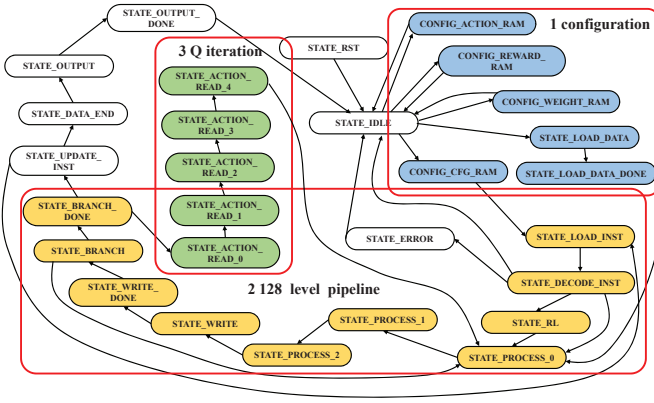 STATE_OUTPUT_
DONE
1 configuration
CONFIG_ACTION_RAM
3 Q iteration
STATE_RST
CONFIG_REWARD_
RAM
STATE_OUTPUT
STATE_ACTION_
READ_4
CONFIG_WEIGHT_RAM
STATE_DATA_END
STATE_ACTION_
READ_3
STATE_IDLE
STATE_LOAD_DATA
STATE_UPDATE_
INST
STATE_ACTION_
READ_2
CONFIG_CFG_RAM
STATE_LOAD_DATA_DONE
STATE_BRANCH_
DONE
STATE_ACTION_
READ_1
STATE_ERROR
STATE_LOAD_INST
STATE_BRANCH
STATE_ACTION_
READ_0
STATE_WRITE_
DONE
2 128 level pipeline
STATE_DECODE_INST
STATE_WRITE
STATE_PROCESS_1
STATE_RL
STATE_PROCESS_2
STATE_PROCESS_0